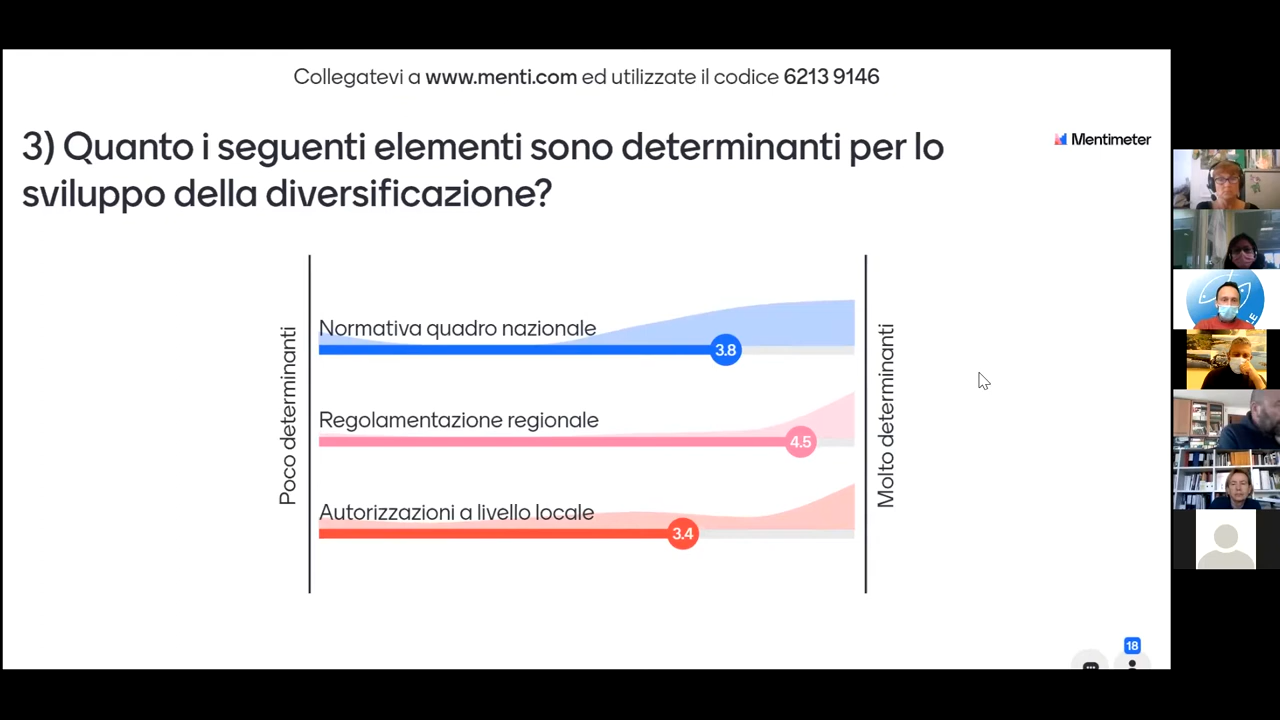 Collegatevi a www.menti.com ed utilizzate il codice 6213 9146
3) Quanto i seguenti elementi sono determinanti per lo
sviluppo della diversificazione?
Mentimeter
Poco determinanti
Normativa quadro nazionale
3.8
Regolamentazione regionale
4.5
Autorizzazioni a livello locale
3.4
Molto determinanti
18